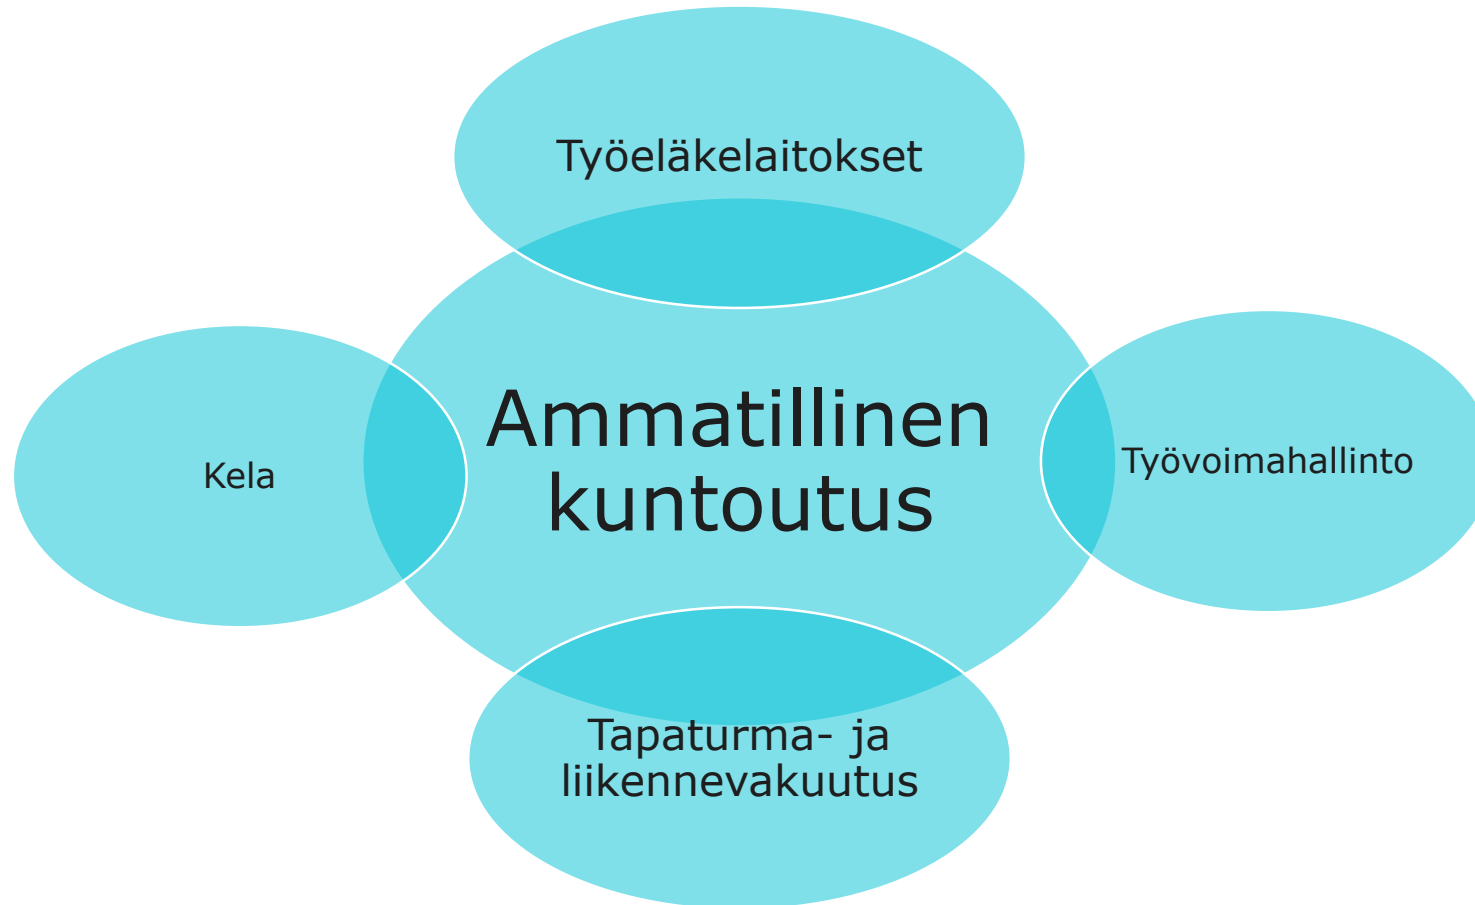 Työeläkelaitokset
Ammatillinen
kuntoutus
Kela
Työvoimahallinto
Tapaturma- ja
liikennevakuutus